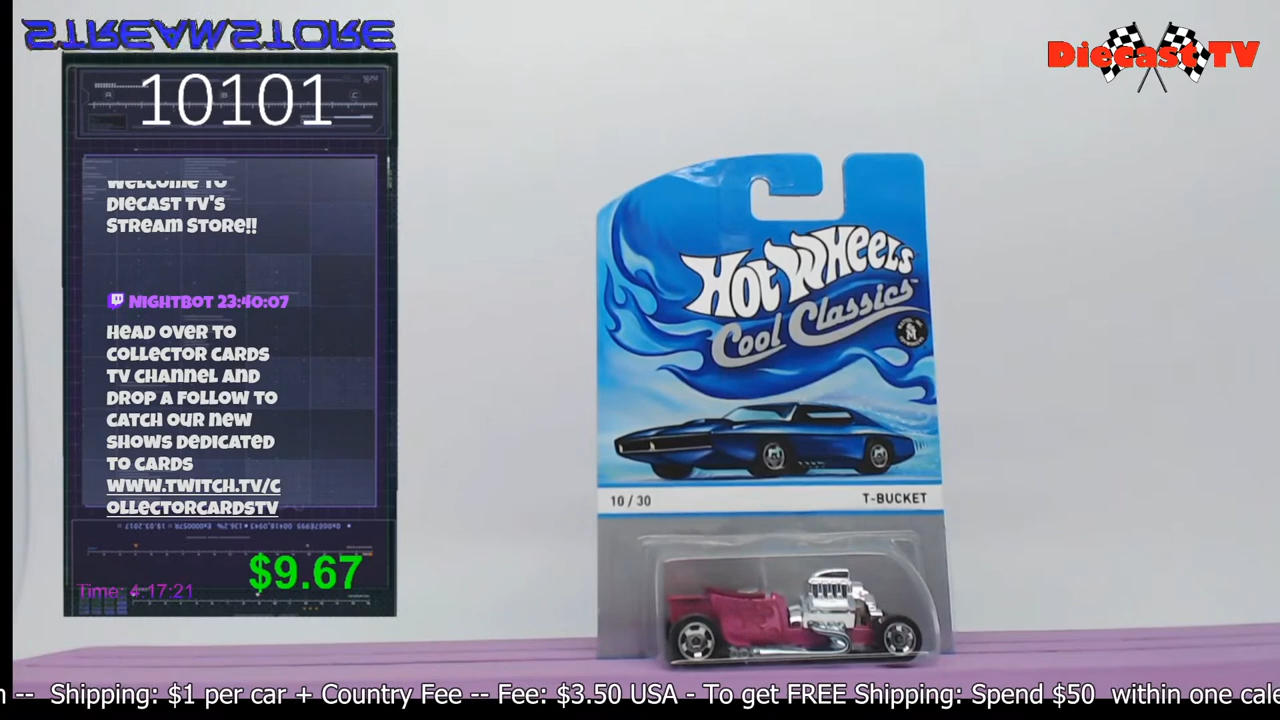 STREAMSTORE
Diecast TV
10101
WELCOME TO
DIECAST TV'S
STREAM STORE!!
NIGHTBOT 23:40:07
HEAD OVER TO
COLLECTOR CARDS
TV CHANNEL AND
DROP A FOLLOW TO
CATCH OUR NEW
SHOWS DEDICATED
TO CARDS
WWW.TWITCH.TV/C
OLLECTORCARDSTV
$9.67
Time: 4:17:21
HOT WHEELS
Cool Classics™
10/30
T-BUCKET
-- Shipping: $1 per car + Country Fee -- Fee: $3.50 USA - To get FREE Shipping: Spend $50 within one cale